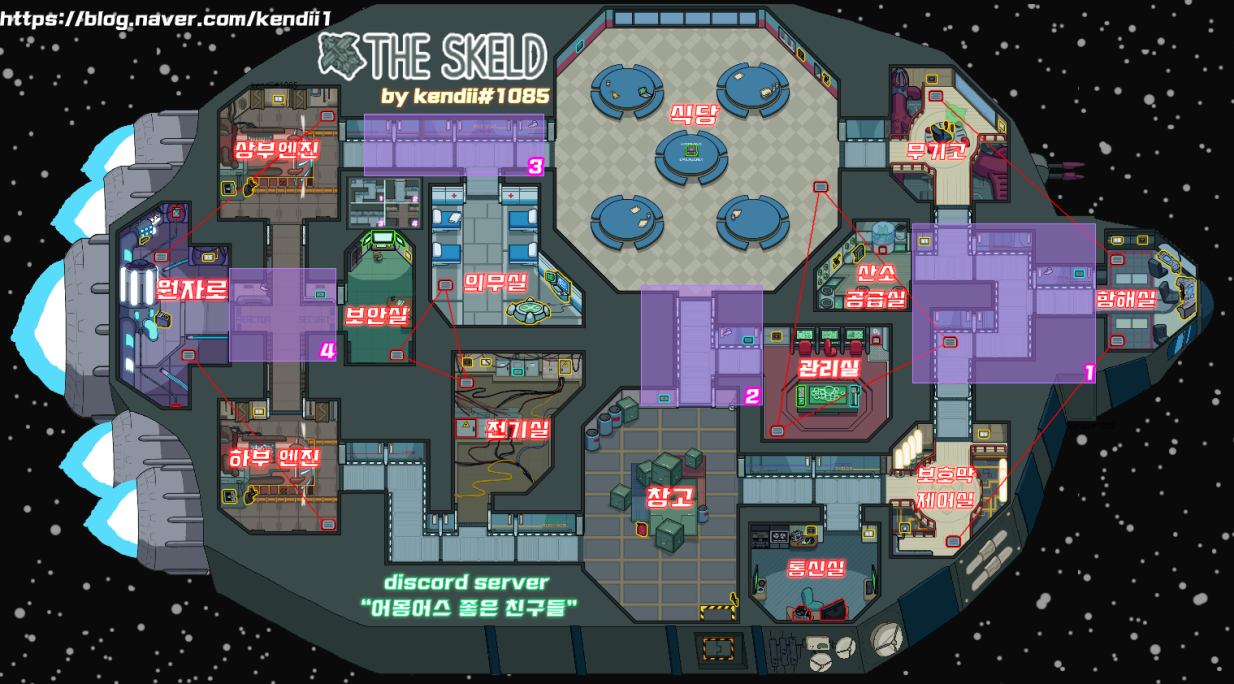 https://blog.naver.com/kendii1
THE SKELD
by kendii#1085
식당
상부엔진
무기고
3
의무실
산소
공급실
원자로
함해실
보안실
4
관리실
1
2
전기실
하부 엔진
창고
보호막
제어실
통신실
discord server
“어몽어스 좋은 친구들”